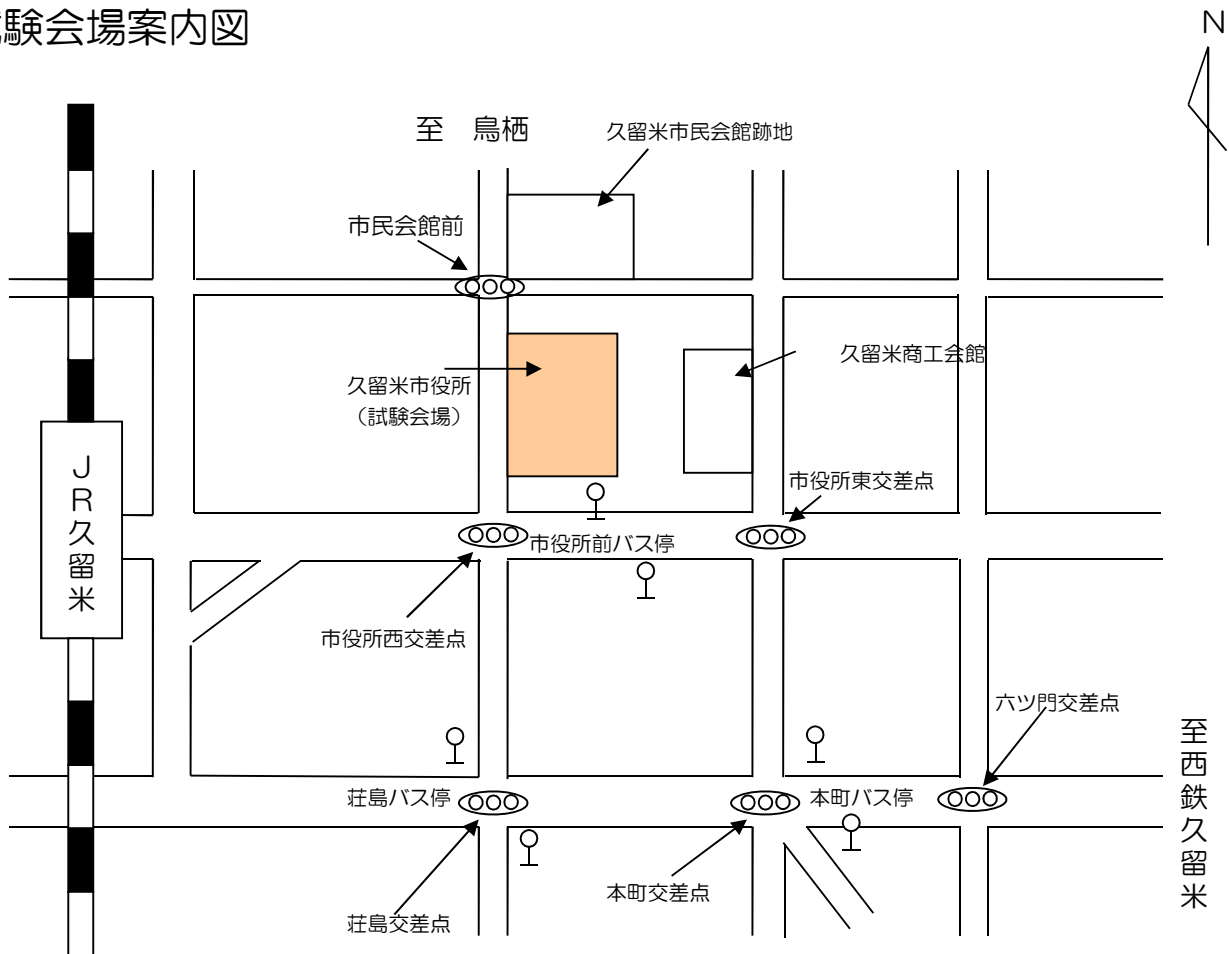 験会場案内図
N
至 鳥栖
久留米市民会館跡地
市民会館前
久留米商工会館
久留米市役所
（試験会場）
JR久留米
市役所東交差点
市役所前バス停
市役所西交差点
六ツ門交差点
至西鉄久留米
荘島バス停
本町バス停
本町交差点
荘島交差点